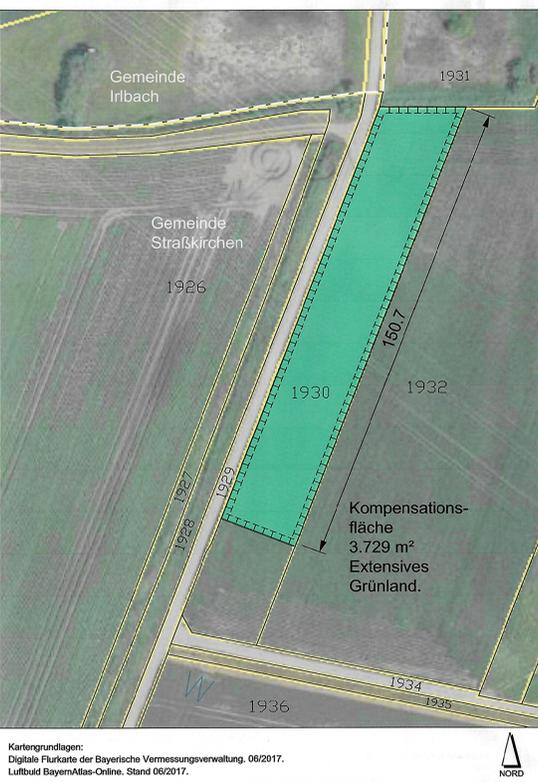 Gemeinde
Irlbach
1931
Gemeinde
Straßkirchen
1926
150.7
1930
1932
1929
1927
1928
Kompensations-
fläche
3.729 m²
Extensives
Grünland.
1934
1935
W
1936
Kartengrundlagen:
Digitale Flurkarte der Bayerische Vermessungsverwaltung. 06/2017.
Luftbuld BayernAtlas-Online. Stand 06/2017.
NORD